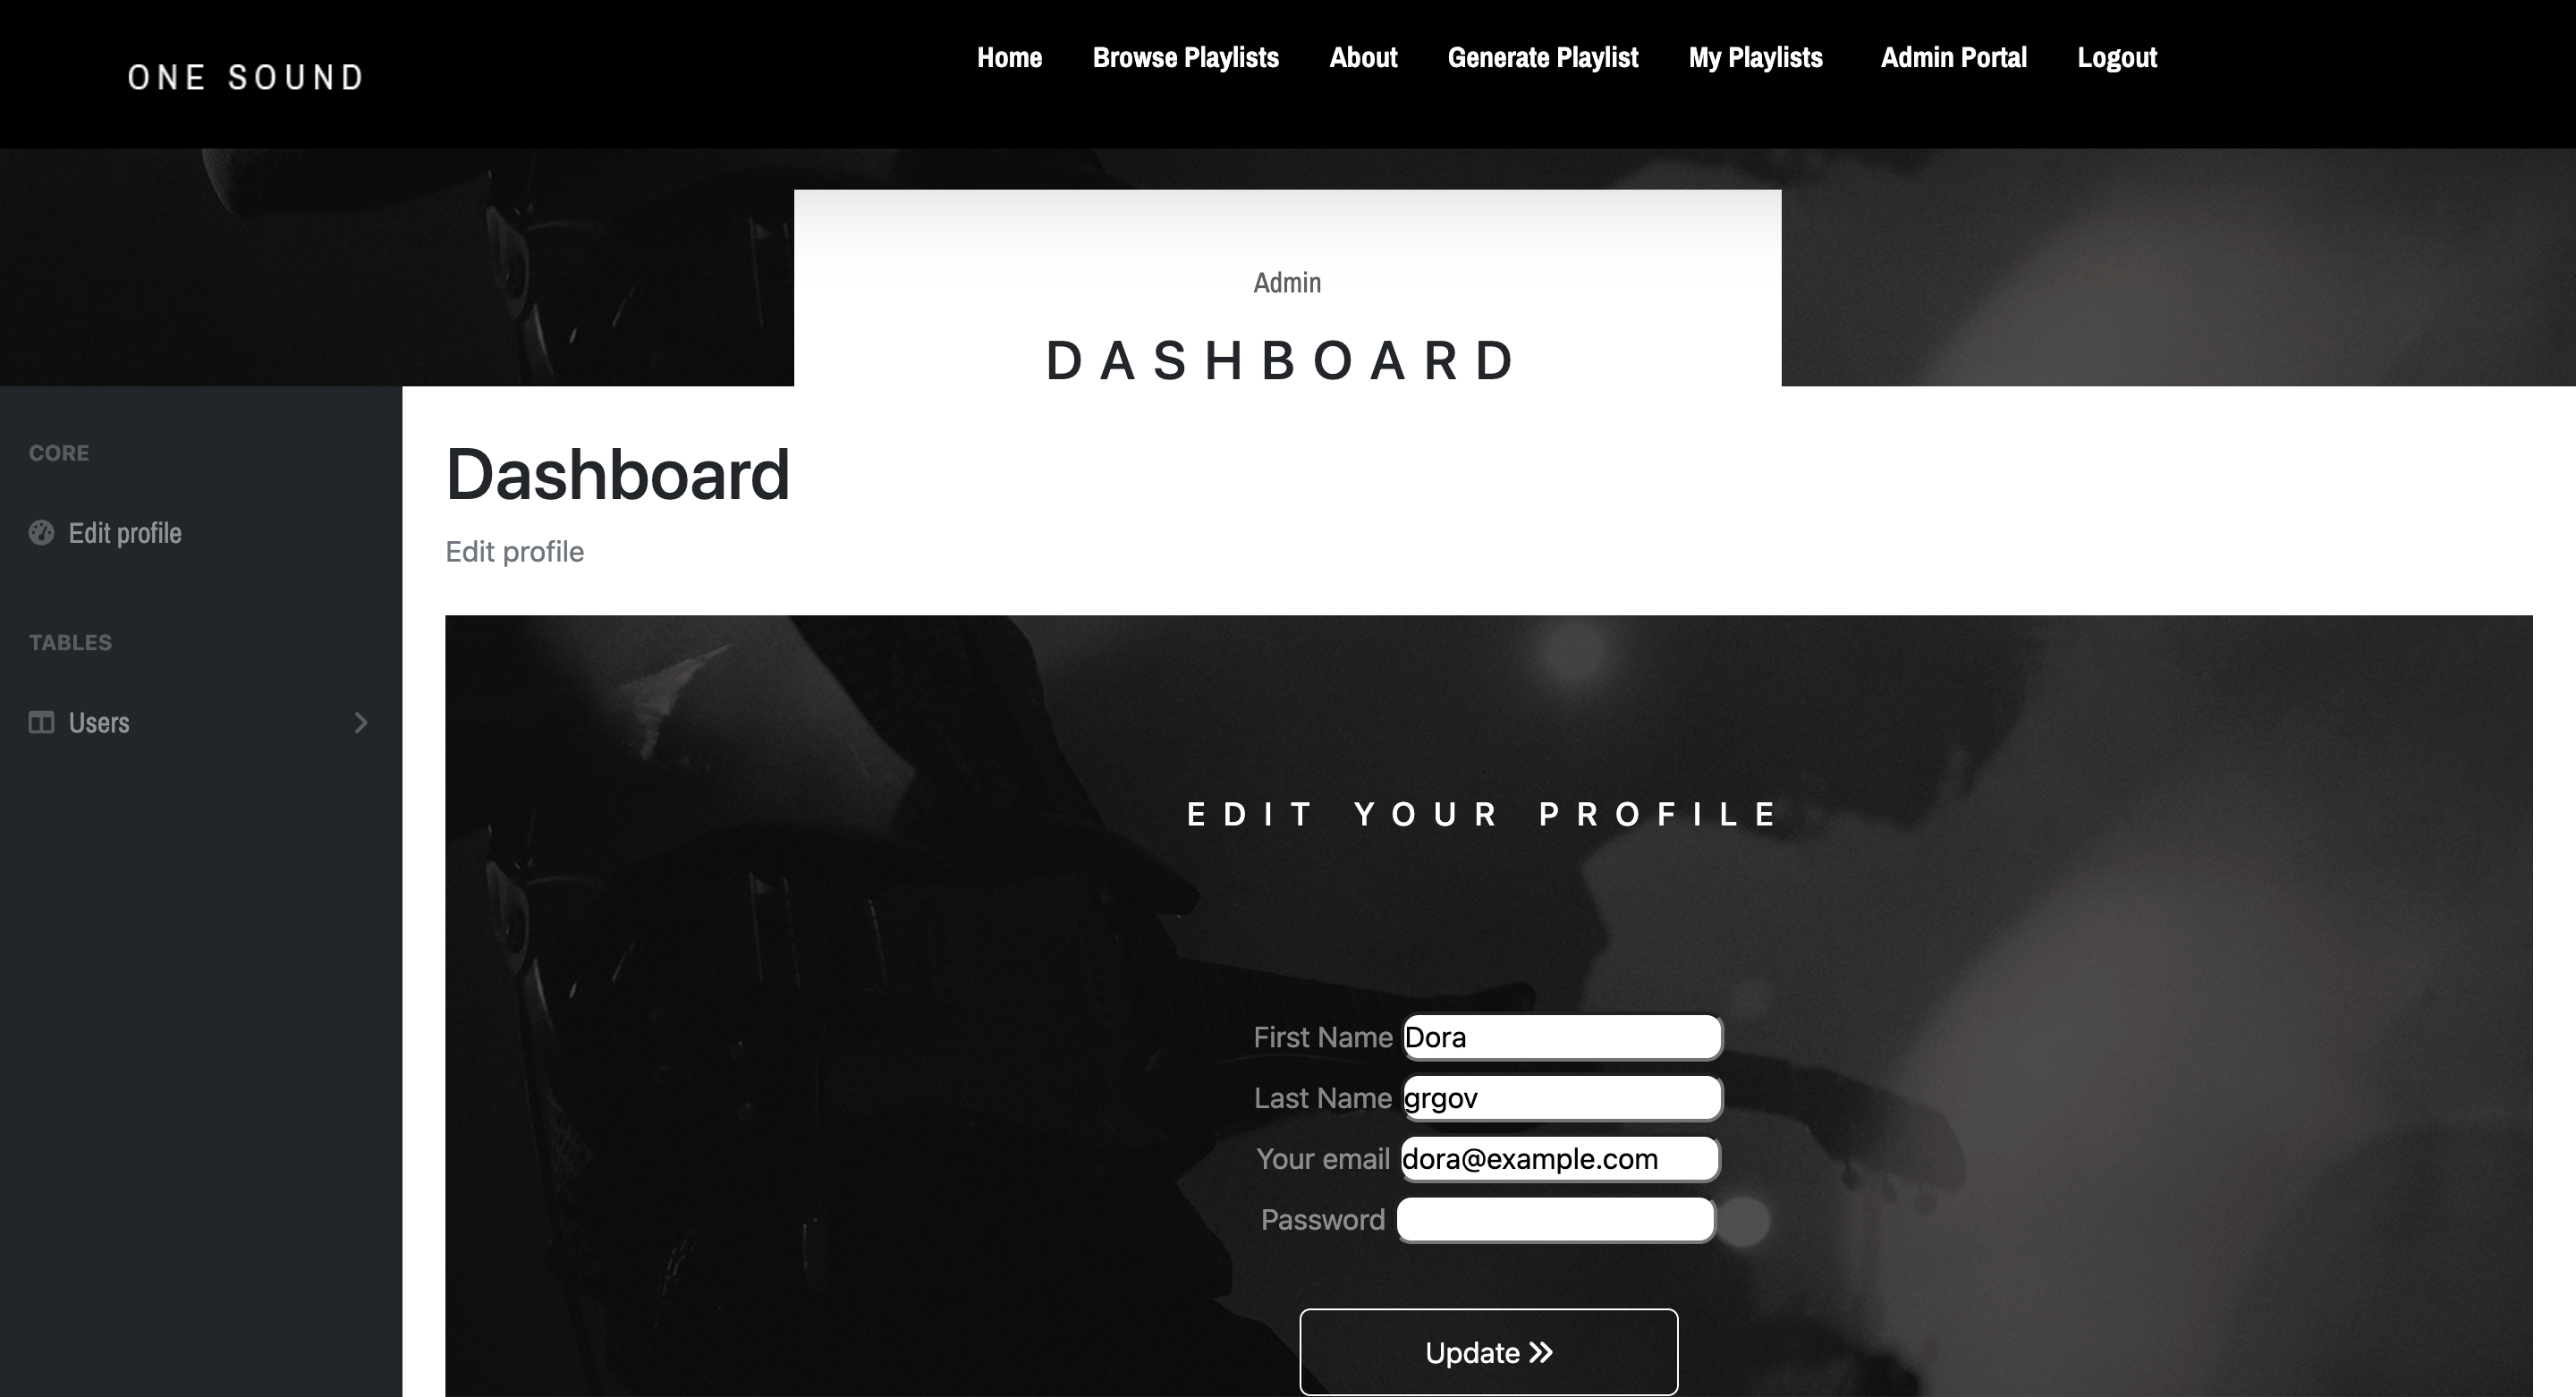 ONE SOUND
Home Browse Playlists About Generate Playlist My Playlists Admin Portal Logout
Admin
DASHBOARD
CORE
Edit profile
TABLES
Users
Dashboard
Edit profile
EDIT YOUR PROFILE
First Name Dora
Last Name grgov
Your email dora@example.com
Password
Update